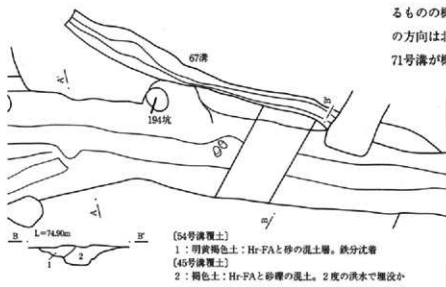 るものの
の方向は
71号溝が
67溝
A'
B'
194坑
A
B
B L=74.90m B'
1 2
〔54号溝覆土〕
1：明黄褐色土：Hr-FAと砂の混土層。鉄分沈着
〔45号溝覆土〕
2：褐色土：Hr-FAと砂礫の混土。2度の洪水で埋没か